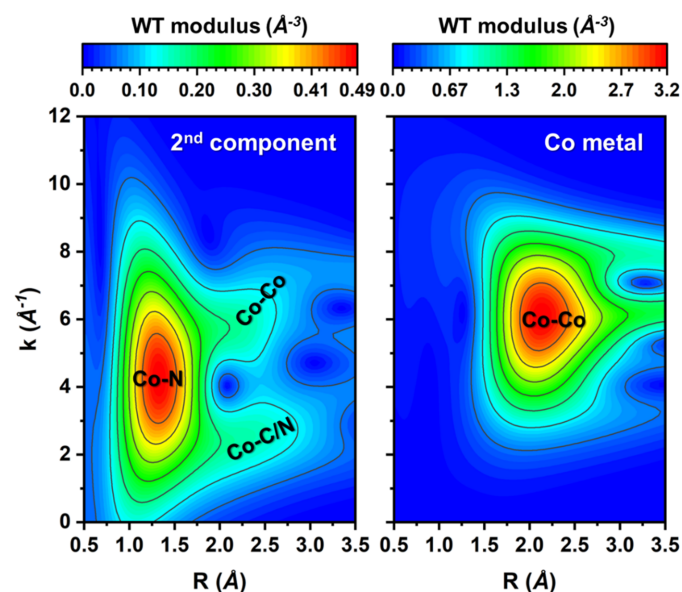 WT modulus (Å⁻³) WT modulus (Å⁻³)
0.0 0.10 0.20 0.30 0.41 0.49 0.0 0.67 1.3 2.0 2.7 3.2
12
10
8
6
4
2
0
k (Å⁻¹)
2ⁿᵈ component
Co-Co
Co-N
Co-C/N
Co metal
Co-Co
0.5 1.0 1.5 2.0 2.5 3.0 3.5 0.5 1.0 1.5 2.0 2.5 3.0 3.5
R (Å) R (Å)